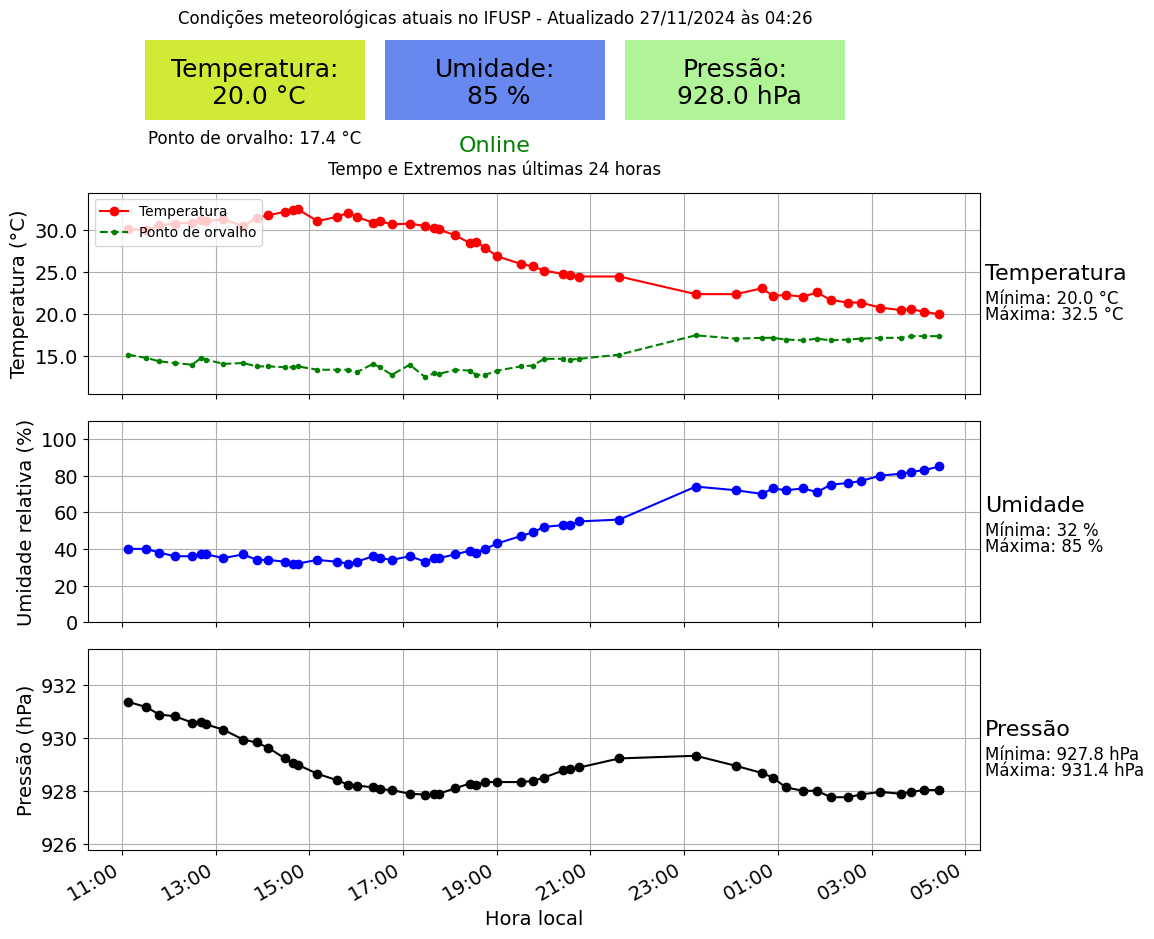 Condições meteorológicas atuais no IFUSP - Atualizado 27/11/2024 às 04:26
Temperatura:
20.0 °C
Umidade:
85 %
Pressão:
928.0 hPa
Ponto de orvalho: 17.4 °C
Online
Tempo e Extremos nas últimas 24 horas
Temperatura
Ponto de orvalho
Temperatura (°C)
30.0
25.0
20.0
15.0
Temperatura
Mínima: 20.0 °C
Máxima: 32.5 °C
Umidade relativa (%)
100
80
60
40
20
0
Umidade
Mínima: 32 %
Máxima: 85 %
Pressão (hPa)
932
930
928
926
Pressão
Mínima: 927.8 hPa
Máxima: 931.4 hPa
11:00
13:00
15:00
17:00
19:00
21:00
23:00
01:00
03:00
05:00
Hora local